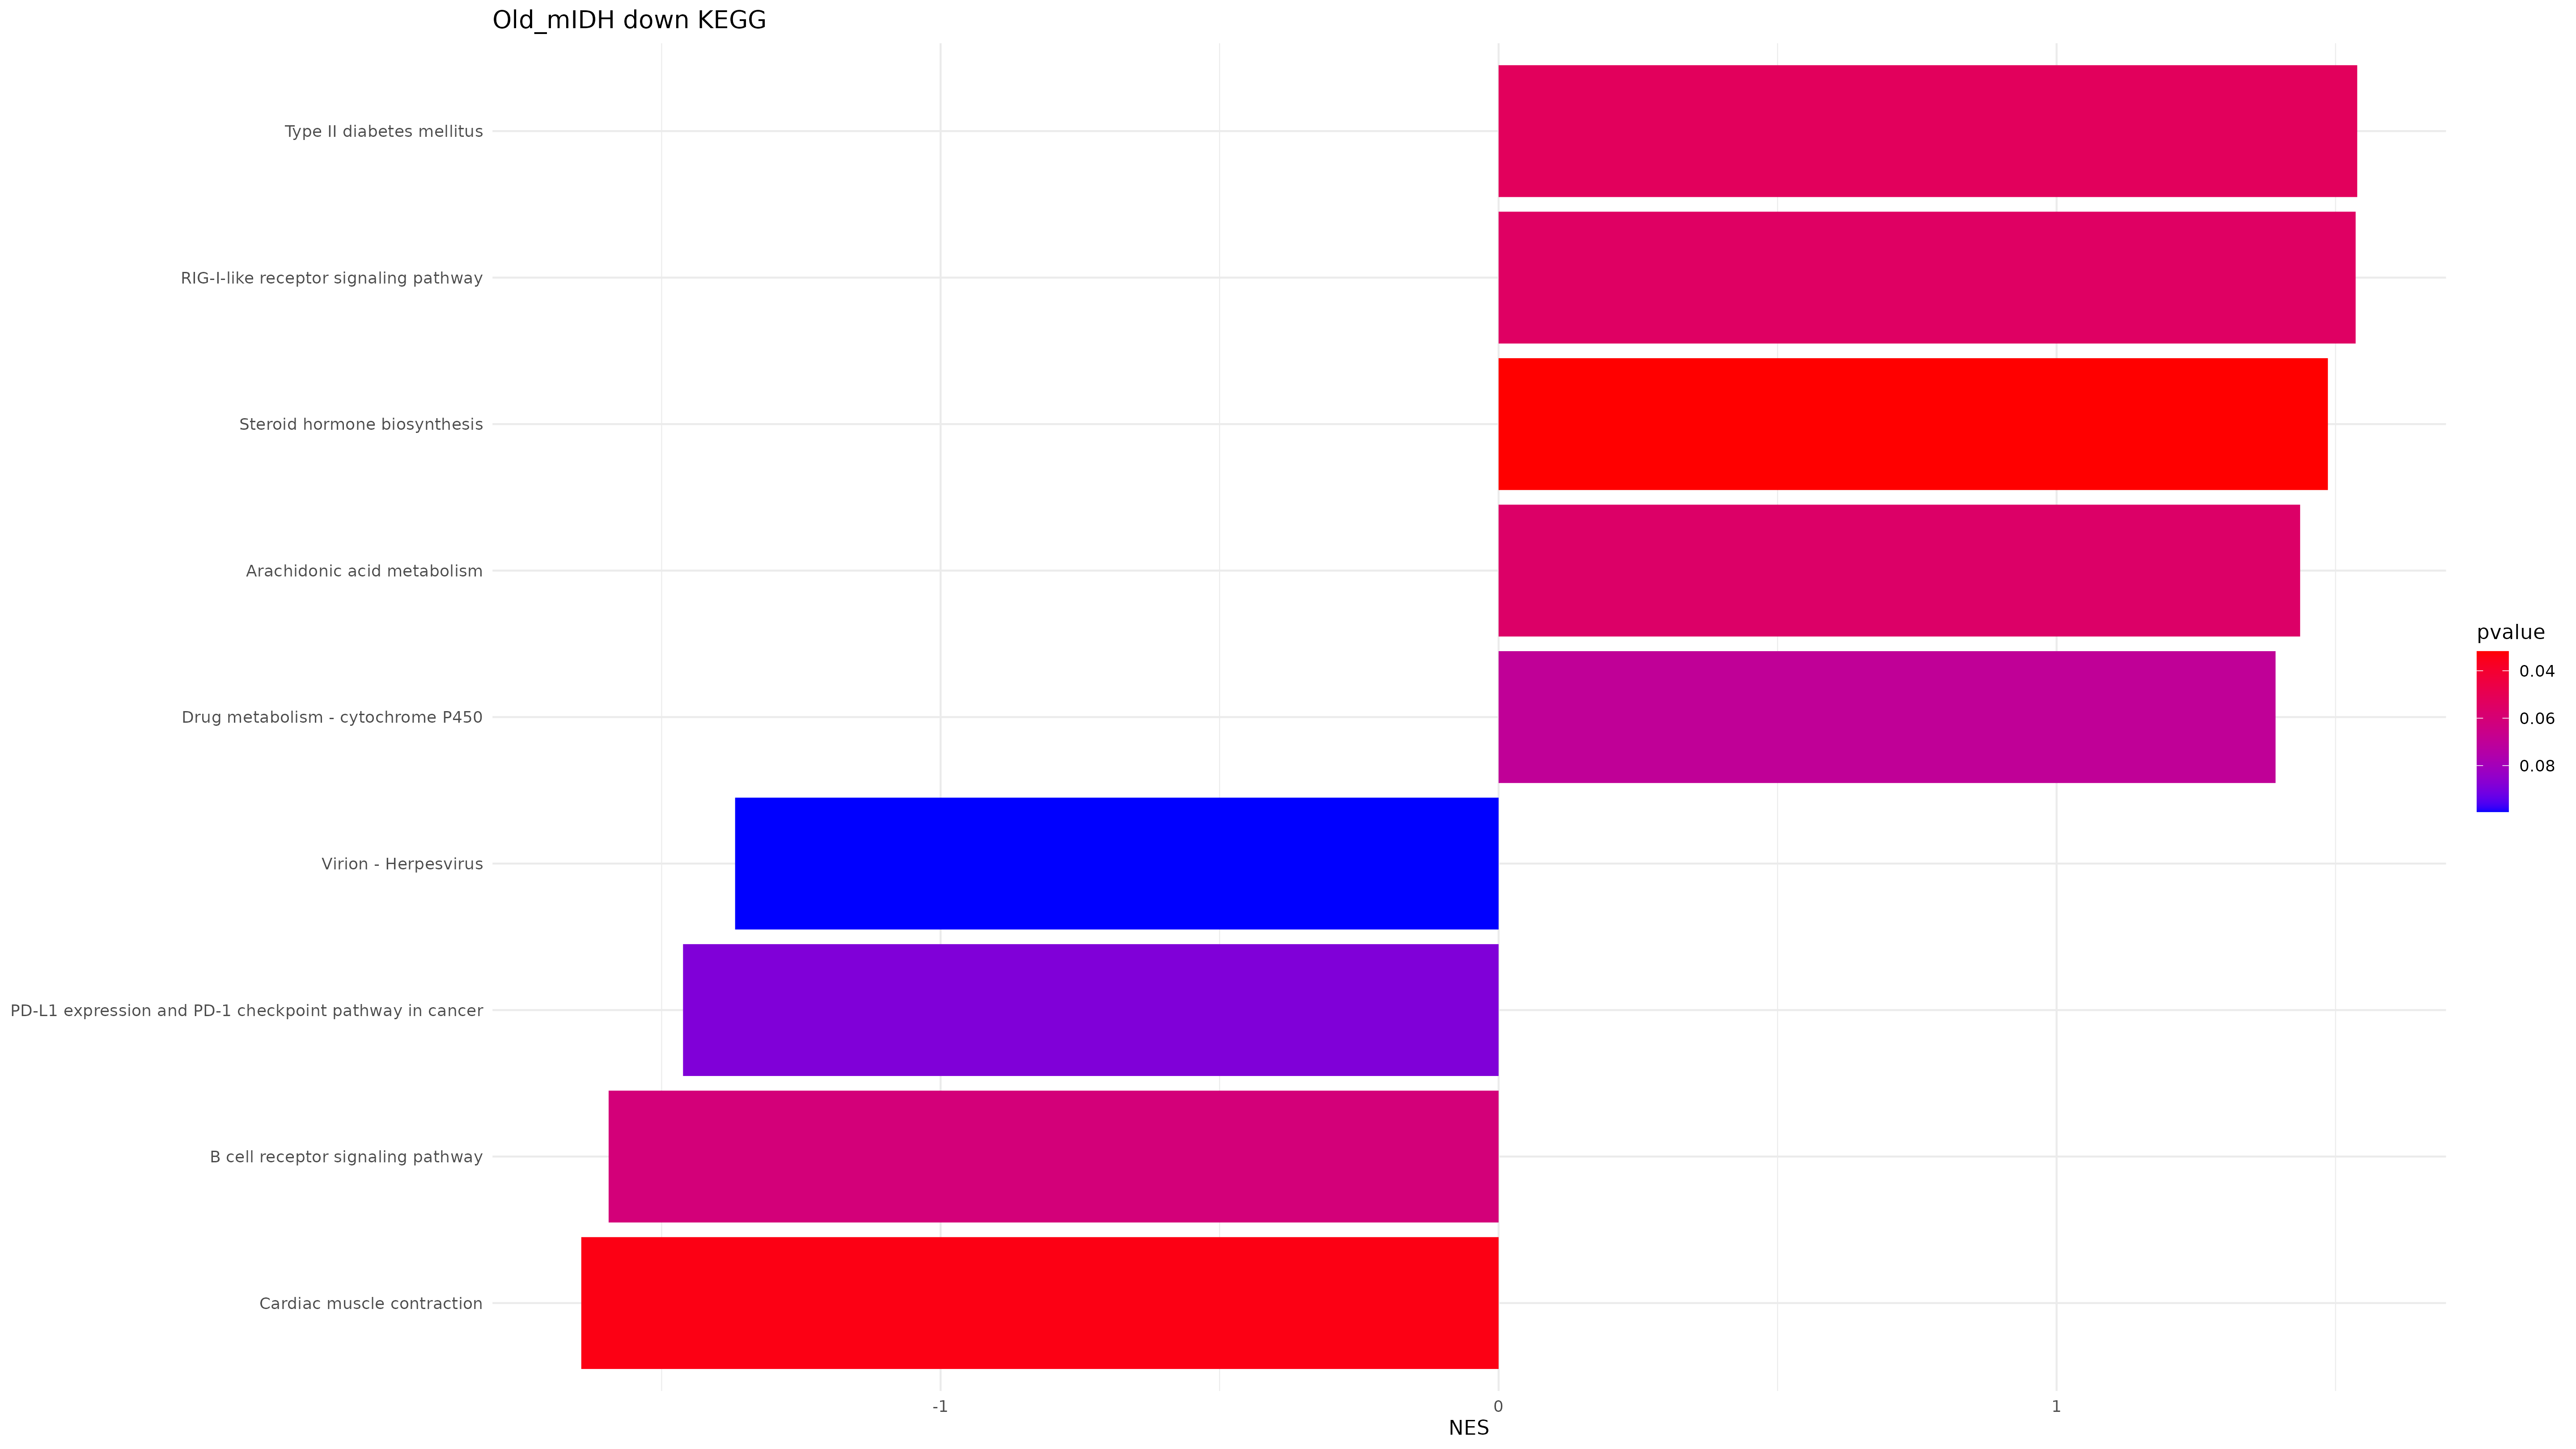 Old_mIDH down KEGG
Type II diabetes mellitus
RIG-I-like receptor signaling pathway
Steroid hormone biosynthesis
Arachidonic acid metabolism
Drug metabolism - cytochrome P450
Virion - Herpesvirus
PD-L1 expression and PD-1 checkpoint pathway in cancer
B cell receptor signaling pathway
Cardiac muscle contraction
-1
0
1
NES
pvalue
0.04
0.06
0.08